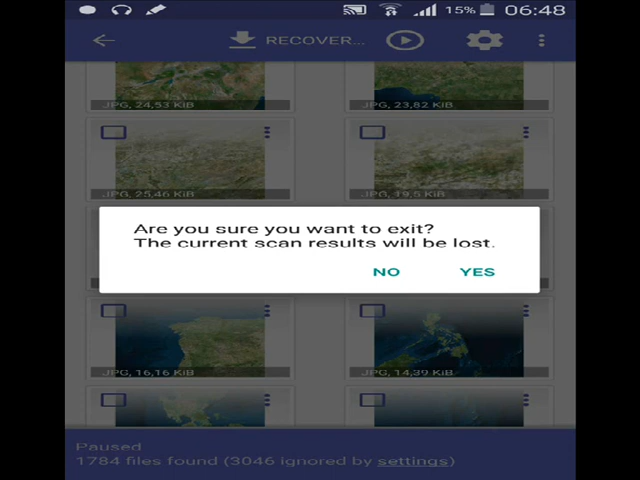 15% 06:48
RECOVER...
JPG, 24,53 KiB JPG, 23,82 KiB
JPG, 25,46 KiB JPG, 19,5 KiB
Are you sure you want to exit?
The current scan results will be lost.
NO YES
JPG, 16,16 KiB JPG, 14,39 KiB
Paused
1784 files found (3046 ignored by settings)